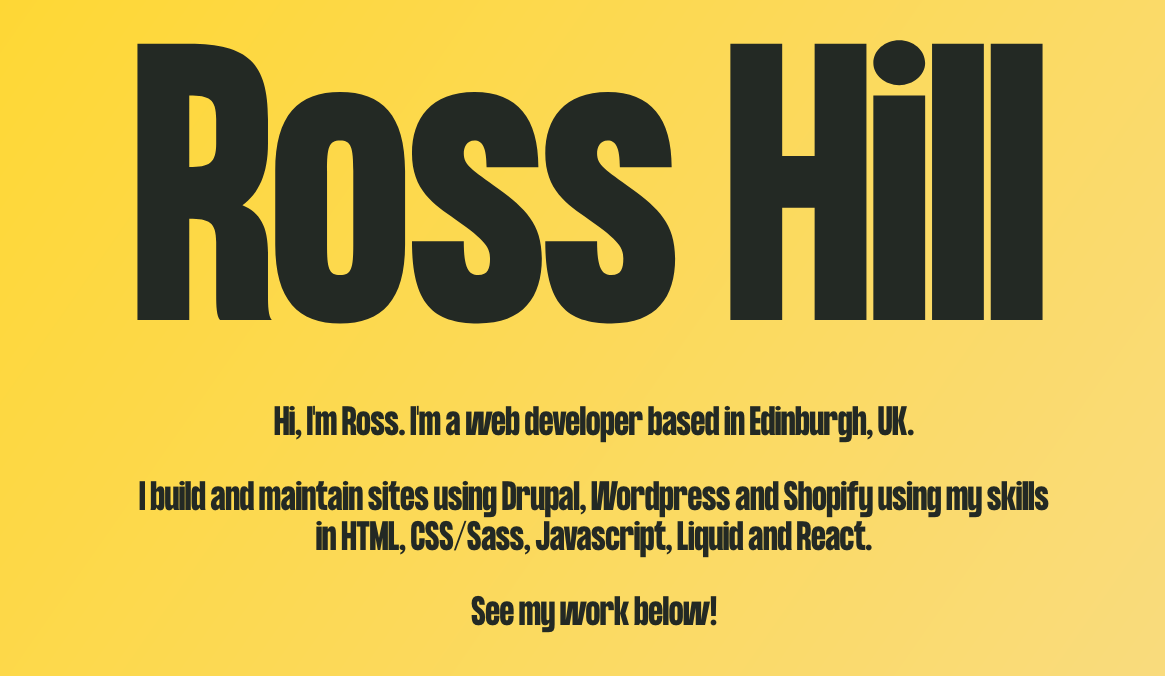 Ross Hill
Hi, I'm Ross. I'm a web developer based in Edinburgh, UK.
I build and maintain sites using Drupal, Wordpress and Shopify using my skills
in HTML, CSS/Sass, Javascript, Liquid and React.
See my work below!